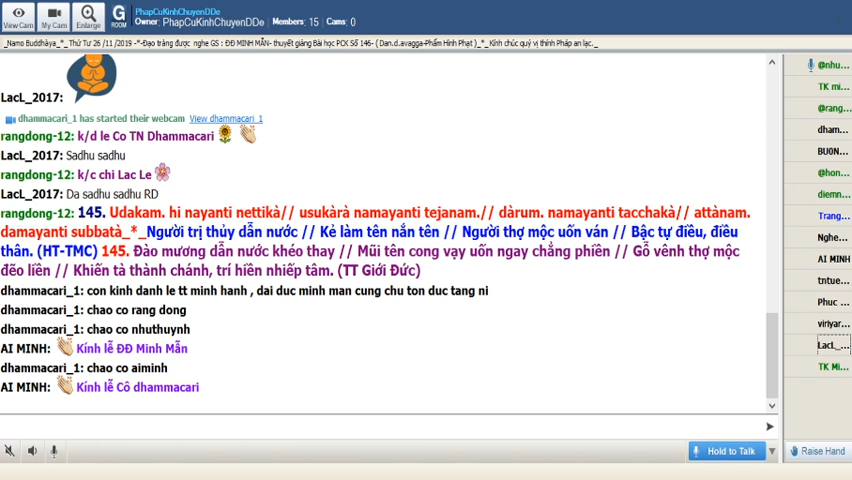 PhapCuKinhChuyenDDe
Owner: PhapCuKinhChuyenDDe Members: 15 Cams: 0
View Cam My Cam Enlarge G ROOM
_Namo Buddhàya_*_ Thứ Tư 26 /11 /2019 -*-Đạo tràng được nghe GS : ĐĐ MINH MẪN- thuyết giảng Bài học PCK Số 146- ( Dan.d.avagga-Phẩm Hình Phạt )_*_ Kính chúc quý vị thính Pháp an lạc._
LacL_2017:
dhammacari_1 has started their webcam View dhammacari_1
rangdong-12: k/d le Co TN Dhammacari
LacL_2017: Sadhu sadhu
rangdong-12: k/c chi Lac Le
LacL_2017: Da sadhu sadhu RD
rangdong-12: 145. Udakam. hi nayanti nettikà// usukàrà namayanti tejanam.// dàrum. namayanti tacchakà// attànam.
damayanti subbatà_*_Người trị thủy dẫn nước // Kẻ làm tên nắn tên // Người thợ mộc uốn ván // Bậc tự điều, điều
thân. (HT-TMC) 145. Đào mương dẫn nước khéo thay // Mũi tên cong vạy uốn ngay chẳng phiền // Gỗ vênh thợ mộc
đẽo liền // Khiến tà thành chánh, trí hiền nhiếp tâm. (TT Giới Đức)
dhammacari_1: con kinh danh le tt minh hanh , dai duc minh man cung chu ton duc tang ni
dhammacari_1: chao co rang dong
dhammacari_1: chao co nhuthuynh
AI MINH: Kính lễ ĐĐ Minh Mẫn
dhammacari_1: chao co aiminh
AI MINH: Kính lễ Cô dhammacari
@nhu...
TK mi...
@rang...
dham...
BUON...
@hon...
diemn...
Trang...
Nghe...
AI MINH
tntue...
Phuc ...
viriyar...
LacL_...
TK Mi...
Hold to Talk
Raise Hand